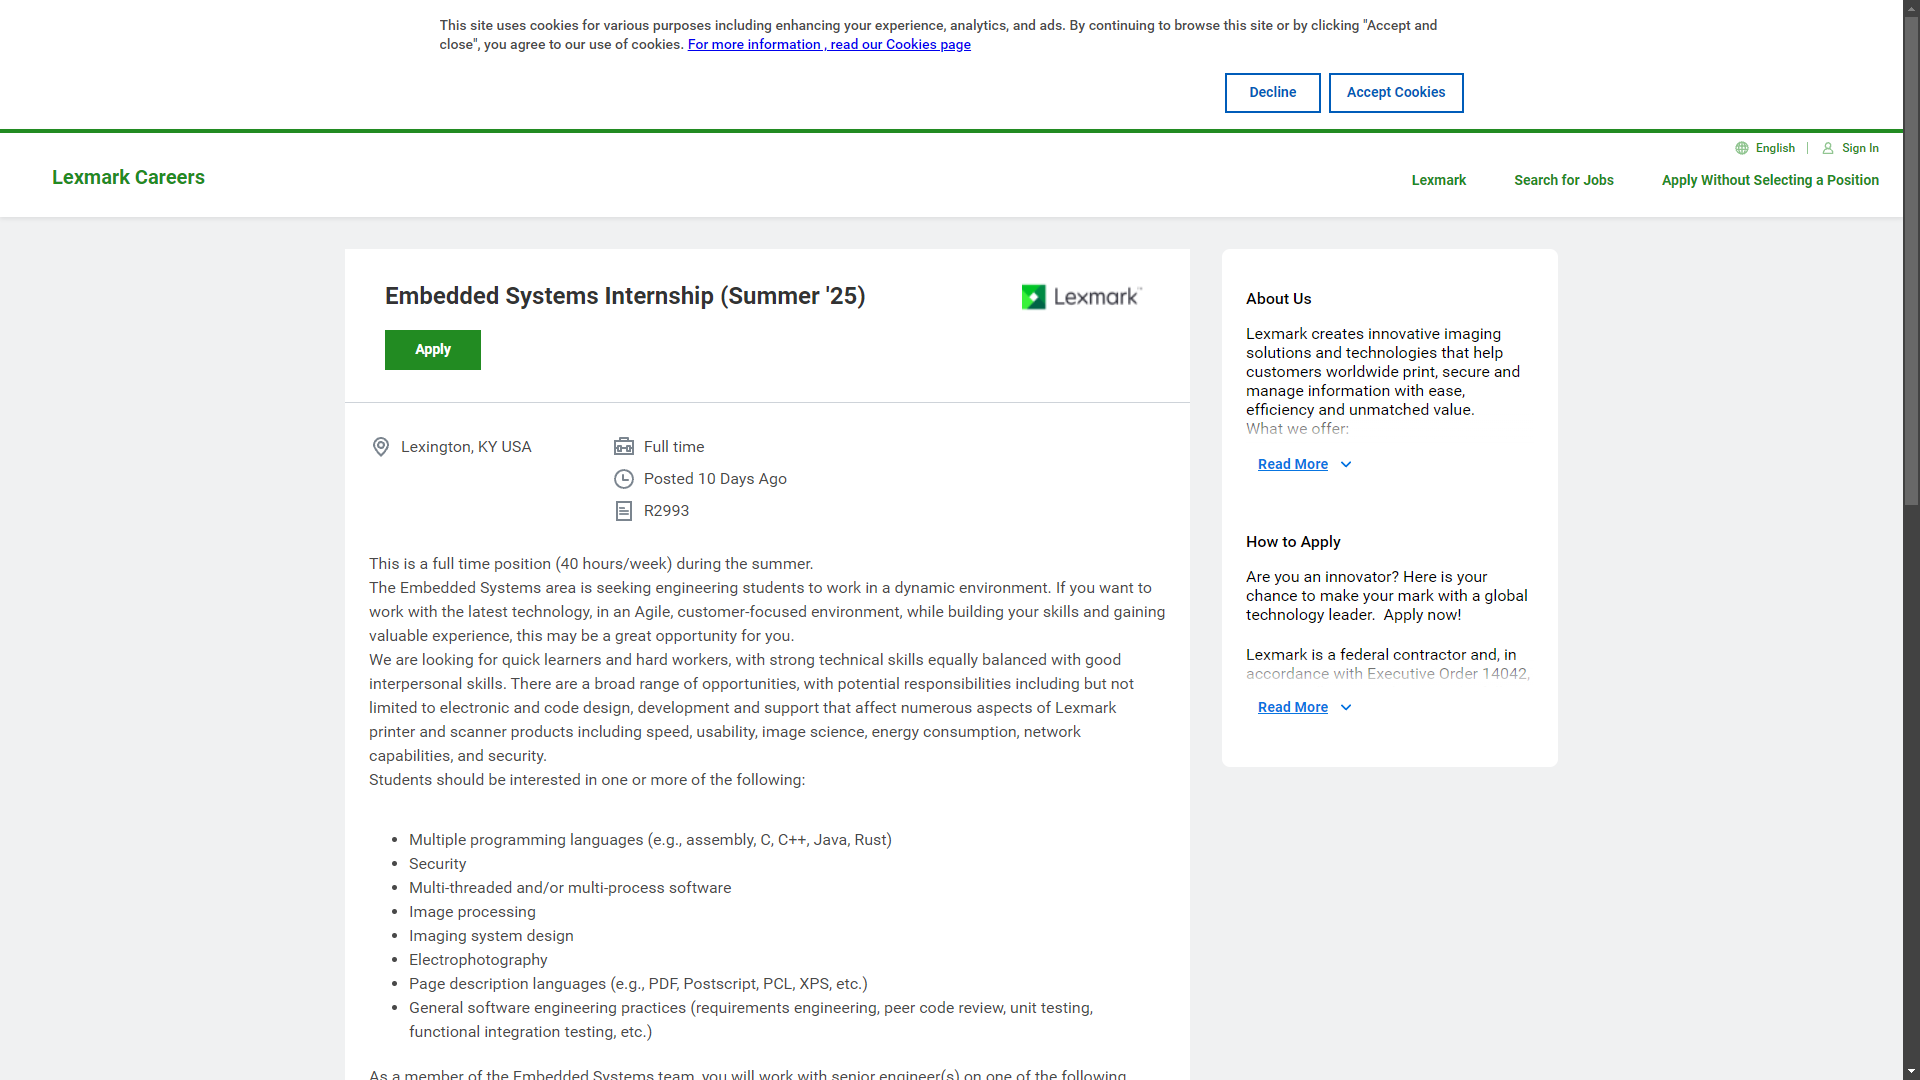 This site uses cookies for various purposes including enhancing your experience, analytics, and ads. By continuing to browse this site or by clicking "Accept and
close", you agree to our use of cookies. For more information , read our Cookies page
Decline
Accept Cookies
English
Sign In
Lexmark Careers
Lexmark
Search for Jobs
Apply Without Selecting a Position
Embedded Systems Internship (Summer '25)
Lexmark™
Apply
Lexington, KY USA
Full time
Posted 10 Days Ago
R2993
This is a full time position (40 hours/week) during the summer.
The Embedded Systems area is seeking engineering students to work in a dynamic environment. If you want to
work with the latest technology, in an Agile, customer-focused environment, while building your skills and gaining
valuable experience, this may be a great opportunity for you.
We are looking for quick learners and hard workers, with strong technical skills equally balanced with good
interpersonal skills. There are a broad range of opportunities, with potential responsibilities including but not
limited to electronic and code design, development and support that affect numerous aspects of Lexmark
printer and scanner products including speed, usability, image science, energy consumption, network
capabilities, and security.
Students should be interested in one or more of the following:
• Multiple programming languages (e.g., assembly, C, C++, Java, Rust)
• Security
• Multi-threaded and/or multi-process software
• Image processing
• Imaging system design
• Electrophotography
• Page description languages (e.g., PDF, Postscript, PCL, XPS, etc.)
• General software engineering practices (requirements engineering, peer code review, unit testing,
functional integration testing, etc.)
As a member of the Embedded Systems team, you will work with senior engineer(s) on one of the following
About Us
Lexmark creates innovative imaging
solutions and technologies that help
customers worldwide print, secure and
manage information with ease,
efficiency and unmatched value.
What we offer:
Read More
How to Apply
Are you an innovator? Here is your
chance to make your mark with a global
technology leader.  Apply now!
Lexmark is a federal contractor and, in
accordance with Executive Order 14042,
Read More